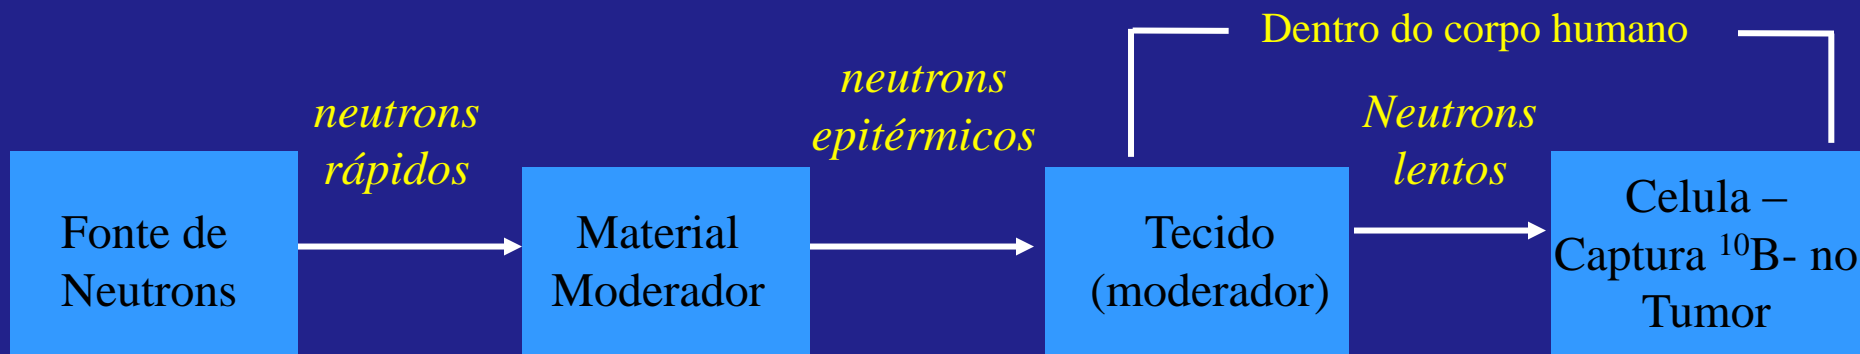 Dentro do corpo humano
neutrons
rápidos
neutrons
epitérmicos
Neutrons
lentos
Fonte de
Neutrons
Material
Moderador
Tecido
(moderador)
Celula –
Captura ¹⁰B- no
Tumor